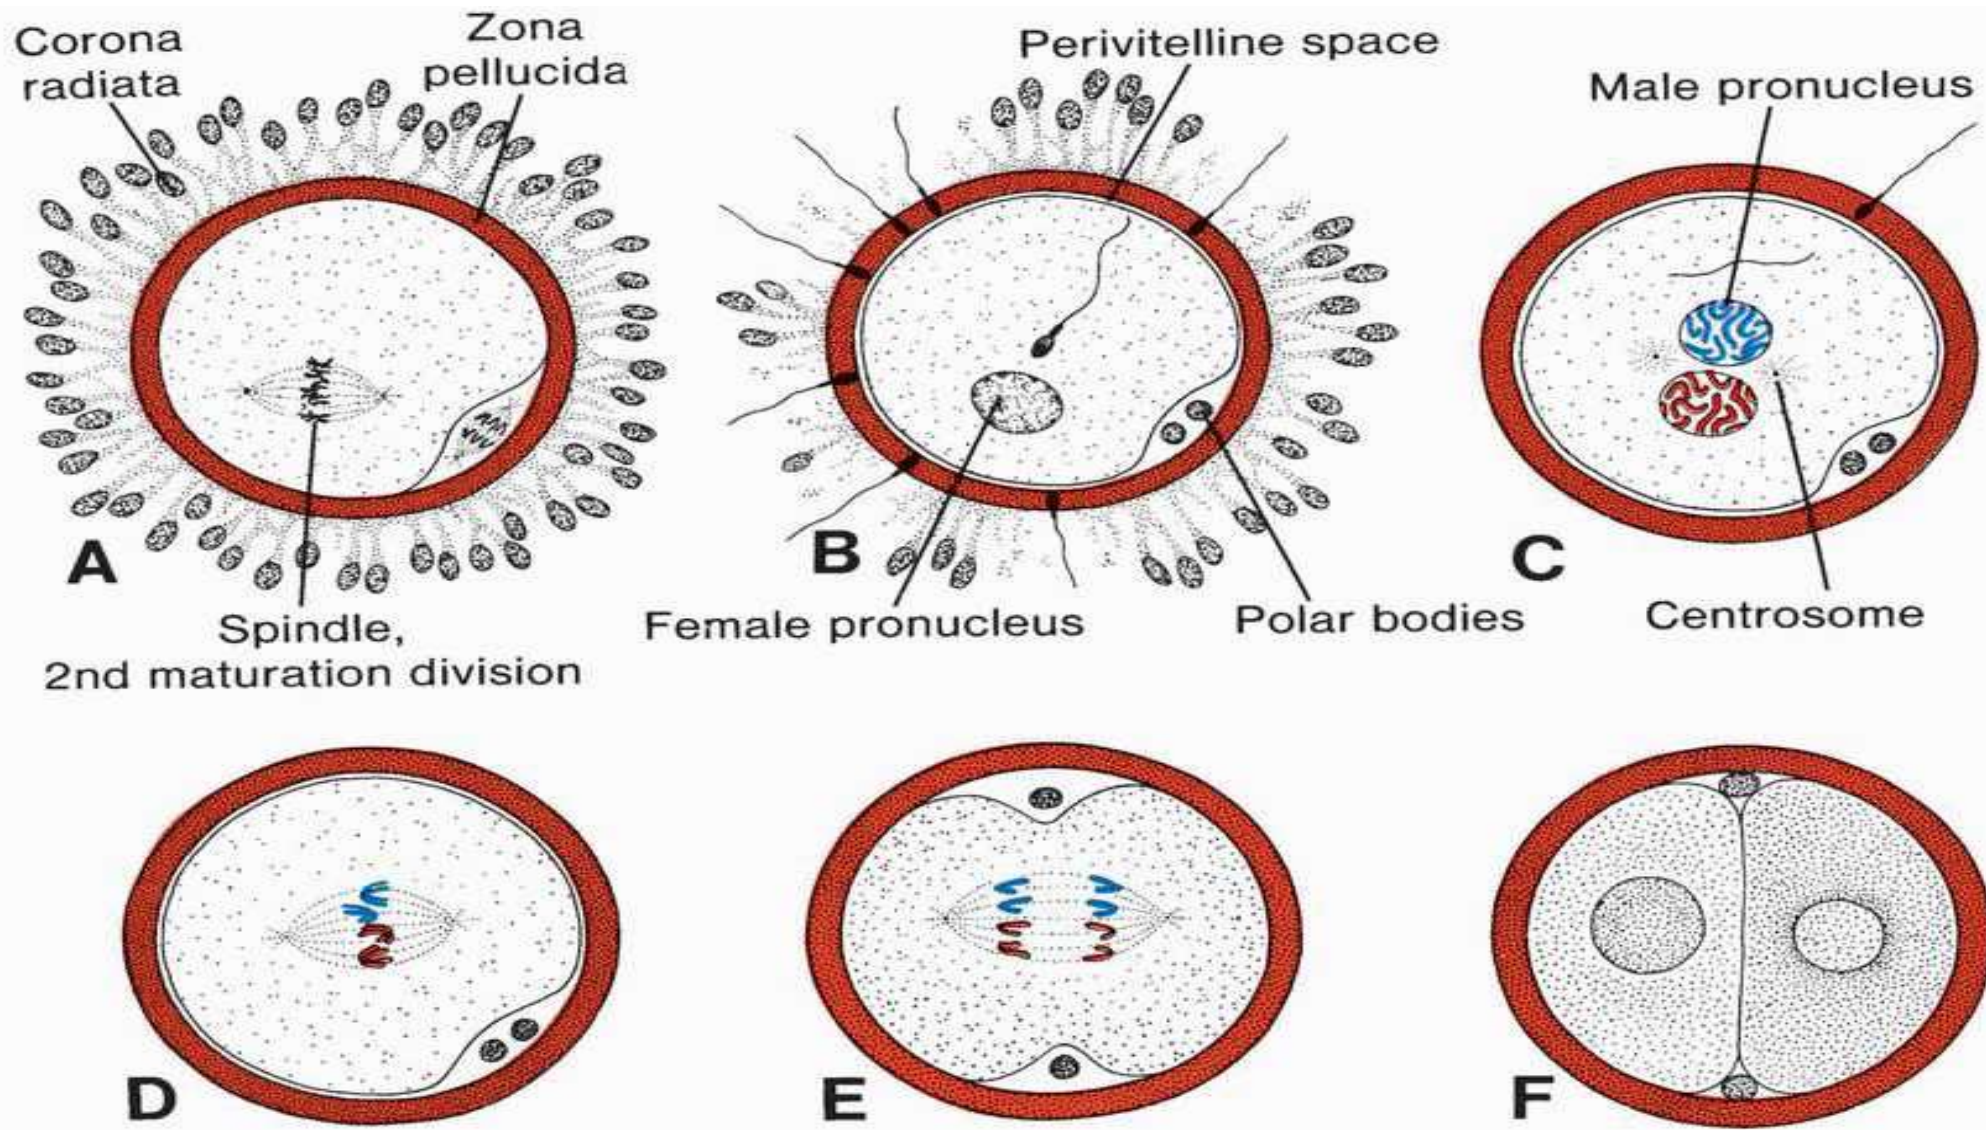 Corona
radiata
Zona
pellucida
Perivitelline space
Male pronucleus
A
B
C
Spindle,
2nd maturation division
Female pronucleus
Polar bodies
Centrosome
D
E
F